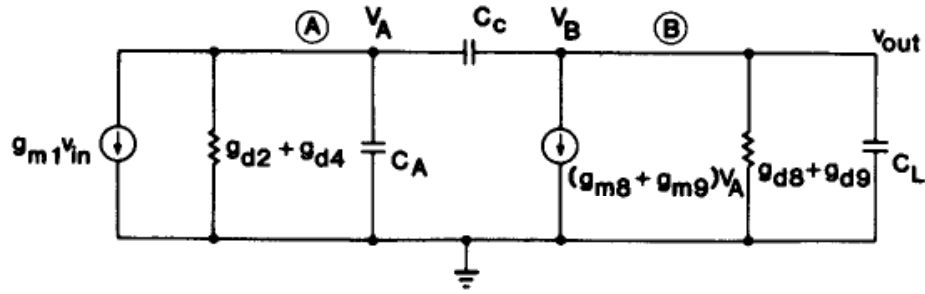 A V_A C_c V_B B v_out
g_m1 v_in g_d2 + g_d4 C_A (g_m8 + g_m9)V_A g_d8 + g_d9 C_L